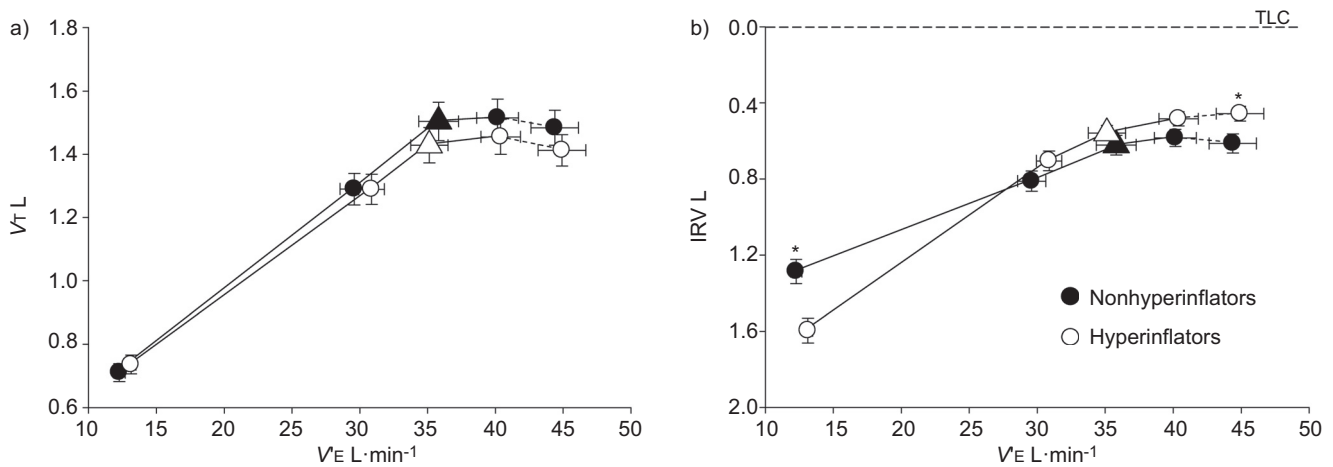 a)
1.8
1.6
1.4
1.2
1.0
0.8
0.6
VT L
10 15 20 25 30 35 40 45 50
V'E L·min-1
b)
TLC
0.0
0.4
0.8
1.2
1.6
2.0
IRV L
*
*
Nonhyperinflators
Hyperinflators
10 15 20 25 30 35 40 45 50
V'E L·min-1